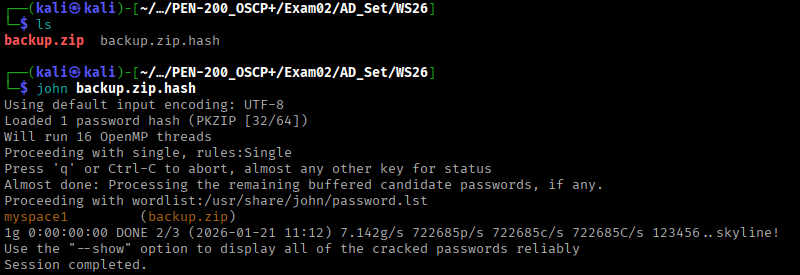 ┌──(kali㉿kali)-[~/…/PEN-200_OSCP+/Exam02/AD_Set/WS26]
└─$ ls
backup.zip  backup.zip.hash
┌──(kali㉿kali)-[~/…/PEN-200_OSCP+/Exam02/AD_Set/WS26]
└─$ john backup.zip.hash
Using default input encoding: UTF-8
Loaded 1 password hash (PKZIP [32/64])
Will run 16 OpenMP threads
Proceeding with single, rules:Single
Press 'q' or Ctrl-C to abort, almost any other key for status
Almost done: Processing the remaining buffered candidate passwords, if any.
Proceeding with wordlist:/usr/share/john/password.lst
myspace1         (backup.zip)
1g 0:00:00:00 DONE 2/3 (2026-01-21 11:12) 7.142g/s 722685p/s 722685c/s 722685C/s 123456..skyline!
Use the "--show" option to display all of the cracked passwords reliably
Session completed.